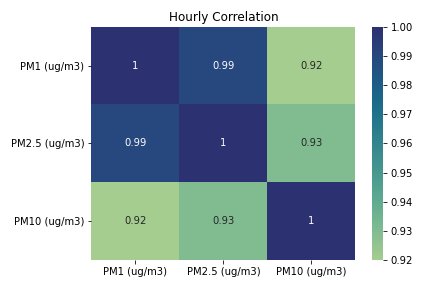 Hourly Correlation
PM1 (ug/m3) 1 0.99 0.92
PM2.5 (ug/m3) 0.99 1 0.93
PM10 (ug/m3) 0.92 0.93 1
PM1 (ug/m3) PM2.5 (ug/m3) PM10 (ug/m3)
1.00
0.99
0.98
0.97
0.96
0.95
0.94
0.93
0.92